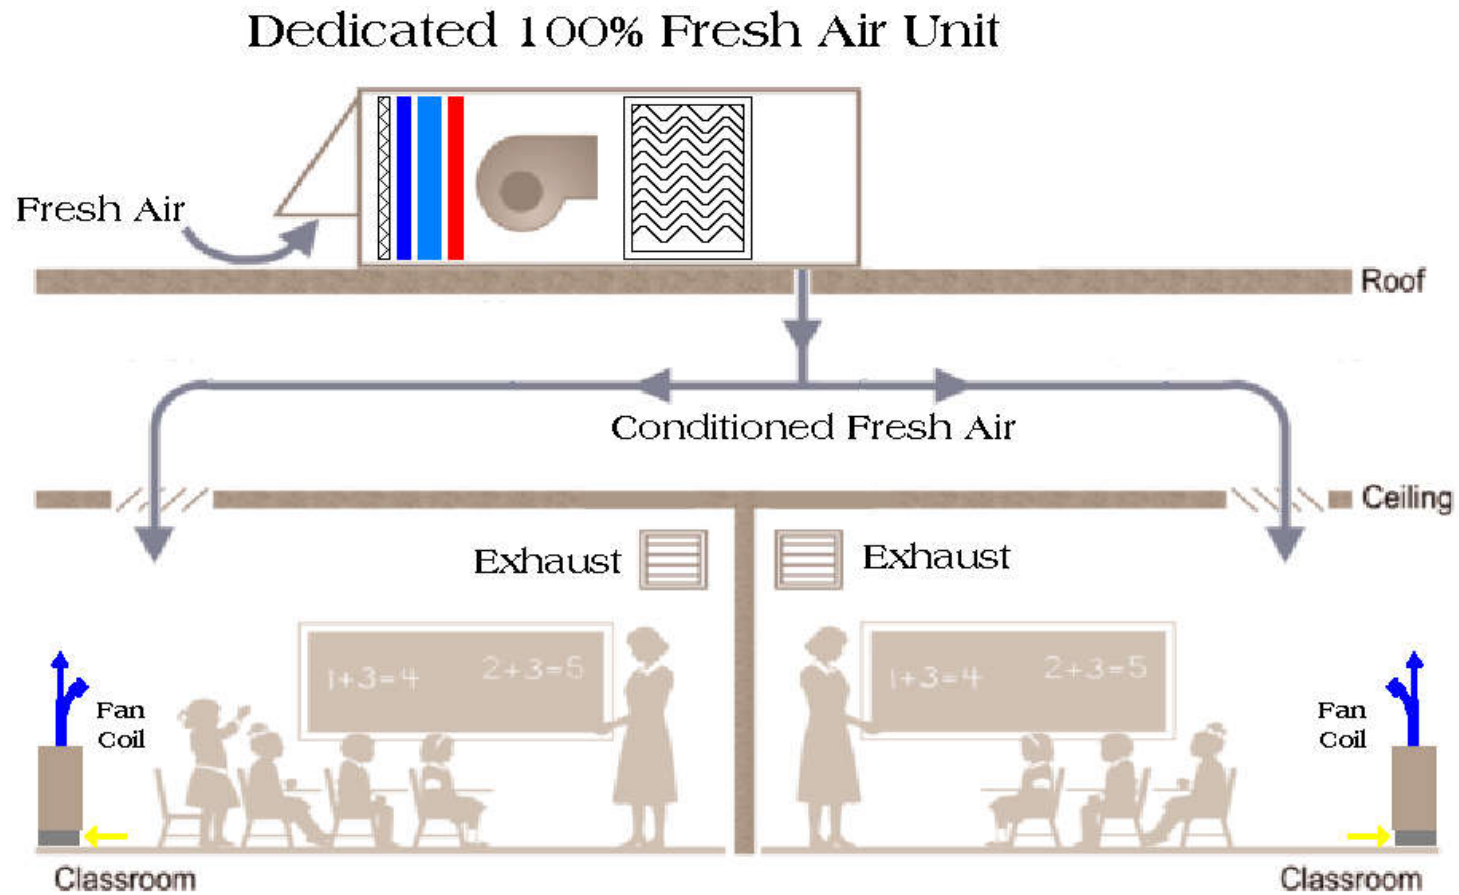 Dedicated 100% Fresh Air Unit
Fresh Air
Roof
Conditioned Fresh Air
Ceiling
Exhaust
Exhaust
1+3=4
2+3=5
1+3=4
2+3=5
Fan
Coil
Fan
Coil
Classroom
Classroom